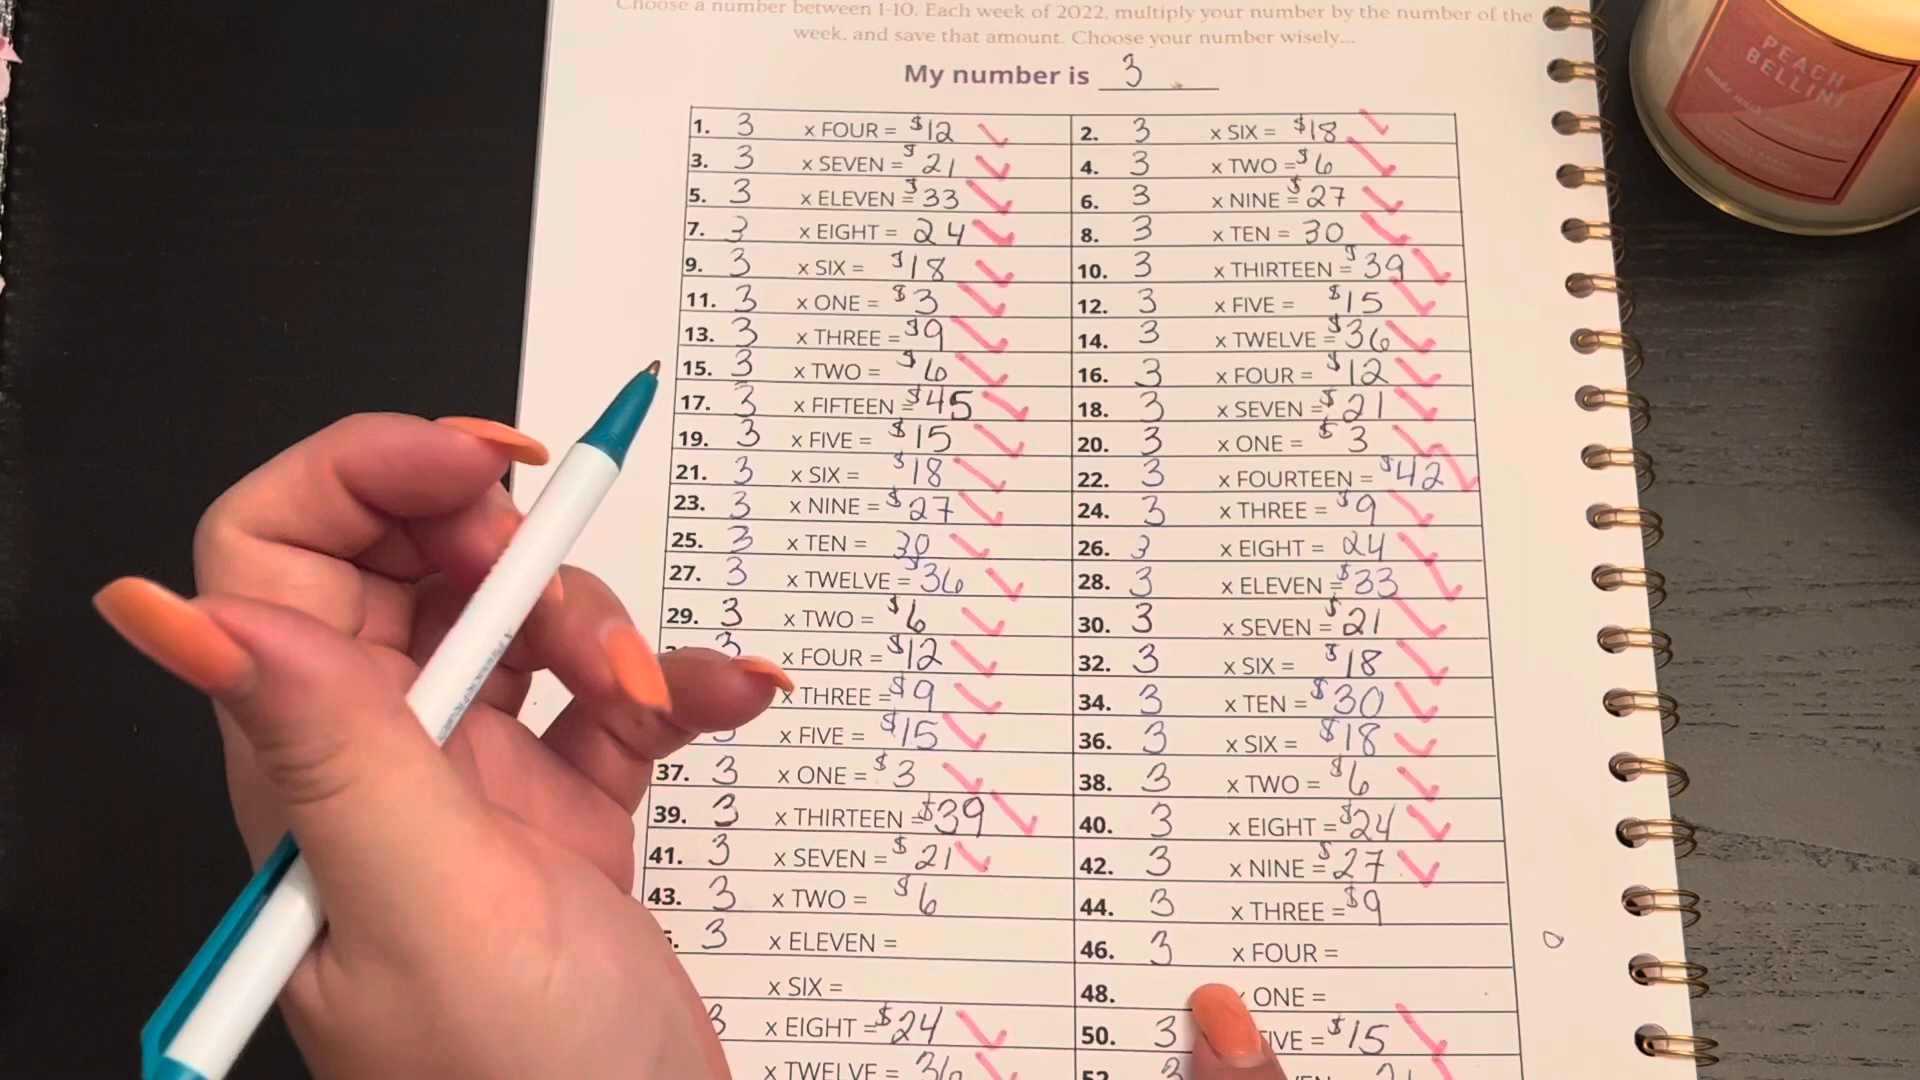 Choose a number between 1-10. Each week of 2022, multiply your number by the number of the
week, and save that amount. Choose your number wisely...
My number is 3
1. 3 x FOUR = $12 2. 3 x SIX = $18
3. 3 x SEVEN = $21 4. 3 x TWO = $6
5. 3 x ELEVEN = $33 6. 3 x NINE = $27
7. 3 x EIGHT = 24 8. 3 x TEN = 30
9. 3 x SIX = $18 10. 3 x THIRTEEN = $39
11. 3 x ONE = $3 12. 3 x FIVE = $15
13. 3 x THREE = $9 14. 3 x TWELVE = $36
15. 3 x TWO = $6 16. 3 x FOUR = $12
17. 3 x FIFTEEN = $45 18. 3 x SEVEN = $21
19. 3 x FIVE = $15 20. 3 x ONE = $3
21. 3 x SIX = $18 22. 3 x FOURTEEN = $42
23. 3 x NINE = $27 24. 3 x THREE = $9
25. 3 x TEN = 30 26. 3 x EIGHT = 24
27. 3 x TWELVE = $36 28. 3 x ELEVEN = $33
29. 3 x TWO = $6 30. 3 x SEVEN = $21
3 x FOUR = $12 32. 3 x SIX = $18
x THREE = $9 34. 3 x TEN = $30
x FIVE = $15 36. 3 x SIX = $18
37. 3 x ONE = $3 38. 3 x TWO = $6
39. 3 x THIRTEEN = $39 40. 3 x EIGHT = $24
41. 3 x SEVEN = $21 42. 3 x NINE = $27
43. 3 x TWO = $6 44. 3 x THREE = $9
3 x ELEVEN = 46. 3 x FOUR =
x SIX = 48. ONE =
3 x EIGHT = $24 50. 3 FIVE = $15
x TWELVE = 36 52. 3
PEACH
BELLINI